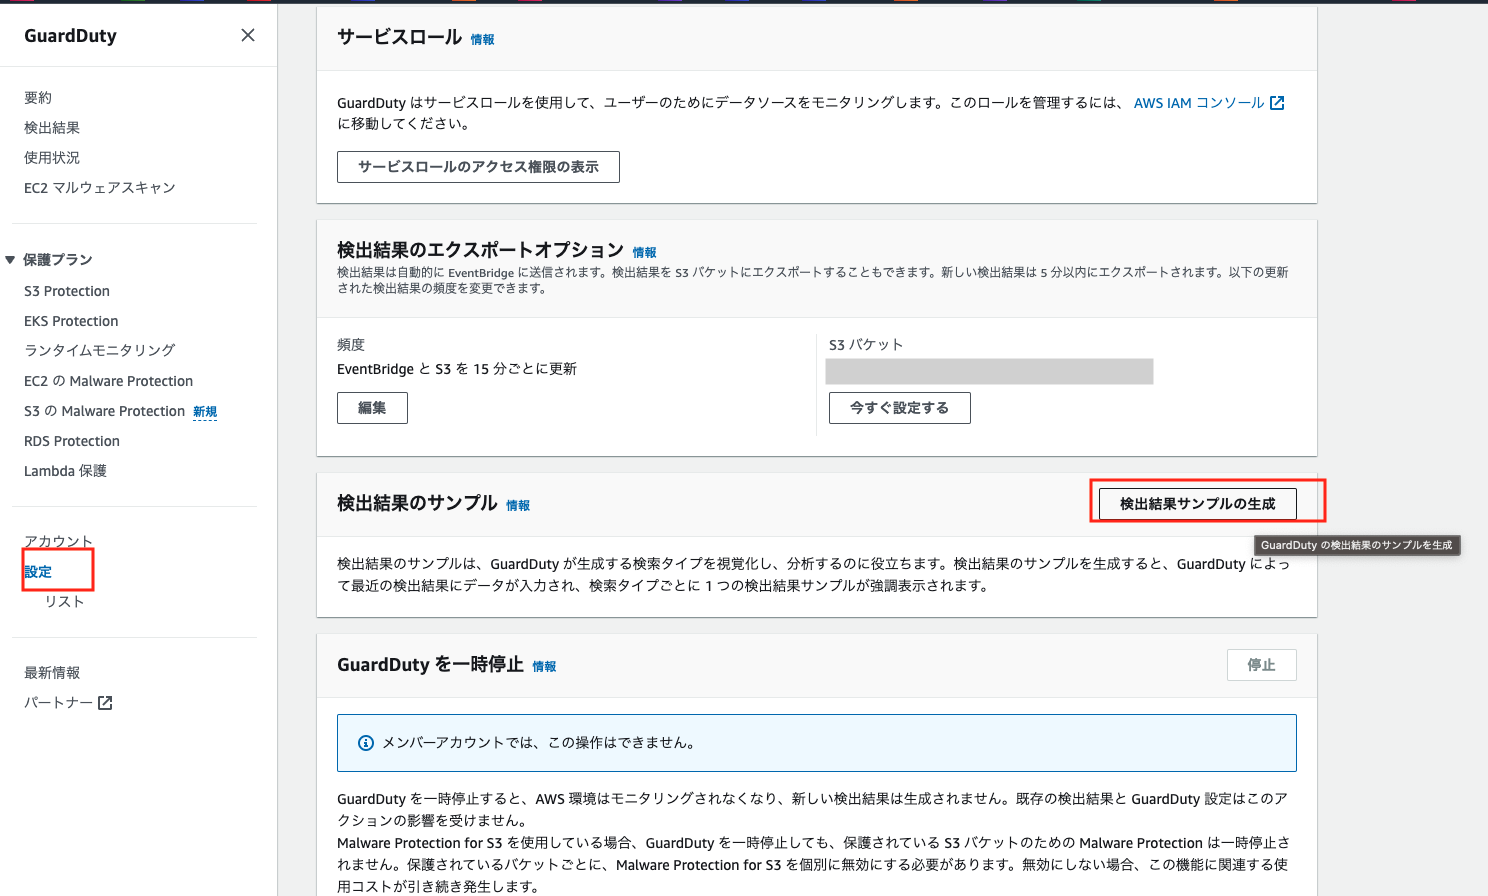 GuardDuty
要約
検出結果
使用状況
EC2 マルウェアスキャン
保護プラン
S3 Protection
EKS Protection
ランタイムモニタリング
EC2 の Malware Protection
S3 の Malware Protection 新規
RDS Protection
Lambda 保護
アカウント
設定
リスト
最新情報
パートナー
サービスロール 情報
GuardDuty はサービスロールを使用して、ユーザーのためにデータソースをモニタリングします。このロールを管理するには、 AWS IAM コンソール
に移動してください。
サービスロールのアクセス権限の表示
検出結果のエクスポートオプション 情報
検出結果は自動的に EventBridge に送信されます。検出結果を S3 バケットにエクスポートすることもできます。新しい検出結果は 5 分以内にエクスポートされます。以下の更新
された検出結果の頻度を変更できます。
頻度
EventBridge と S3 を 15 分ごとに更新
編集
S3 バケット
今すぐ設定する
検出結果のサンプル 情報
検出結果サンプルの生成
GuardDuty の検出結果のサンプルを生成
検出結果のサンプルは、GuardDuty が生成する検索タイプを視覚化し、分析するのに役立ちます。検出結果のサンプルを生成すると、GuardDuty によっ
て最近の検出結果にデータが入力され、検索タイプごとに 1 つの検出結果サンプルが強調表示されます。
GuardDuty を一時停止 情報
停止
メンバーアカウントでは、この操作はできません。
GuardDuty を一時停止すると、AWS 環境はモニタリングされなくなり、新しい検出結果は生成されません。既存の検出結果と GuardDuty 設定はこのア
クションの影響を受けません。
Malware Protection for S3 を使用している場合、GuardDuty を一時停止しても、保護されている S3 バケットのための Malware Protection は一時停止さ
れません。保護されているバケットごとに、Malware Protection for S3 を個別に無効にする必要があります。無効にしない場合、この機能に関連する使
用コストが引き続き発生します。